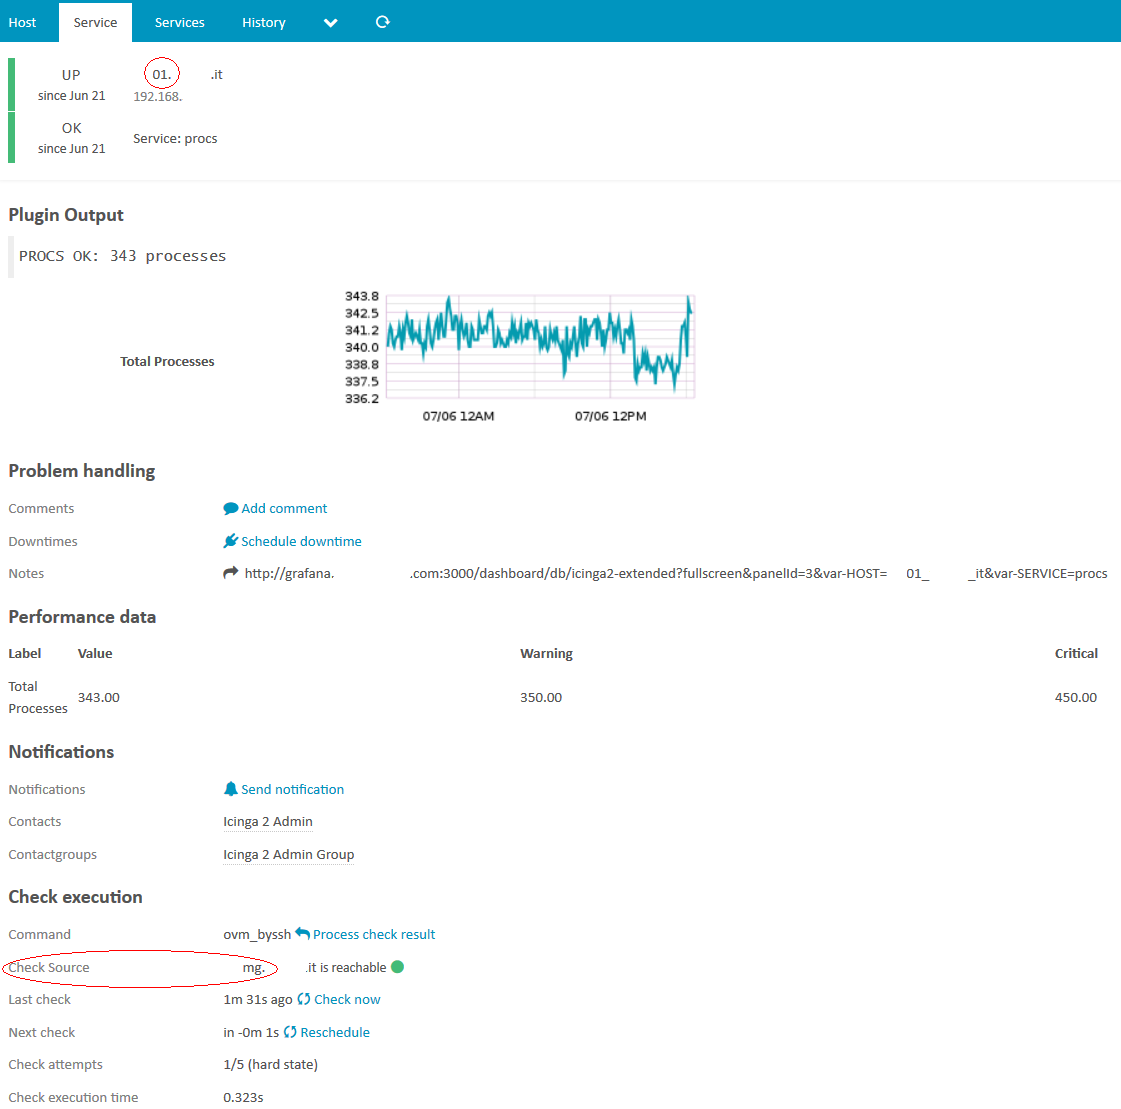 Host Service Services History
UP 01. .it
since Jun 21 192.168.
OK
since Jun 21 Service: procs
Plugin Output
PROCS OK: 343 processes
Total Processes
343.8
342.5
341.2
340.0
338.8
337.5
336.2
07/06 12AM 07/06 12PM
Problem handling
Comments Add comment
Downtimes Schedule downtime
Notes http://grafana. .com:3000/dashboard/db/icinga2-extended?fullscreen&panelId=3&var-HOST= 01_ _it&var-SERVICE=procs
Performance data
Label Value Warning Critical
Total
Processes 343.00 350.00 450.00
Notifications
Notifications Send notification
Contacts Icinga 2 Admin
Contactgroups Icinga 2 Admin Group
Check execution
Command ovm_byssh Process check result
Check Source mg. .it is reachable
Last check 1m 31s ago Check now
Next check in -0m 1s Reschedule
Check attempts 1/5 (hard state)
Check execution time 0.323s